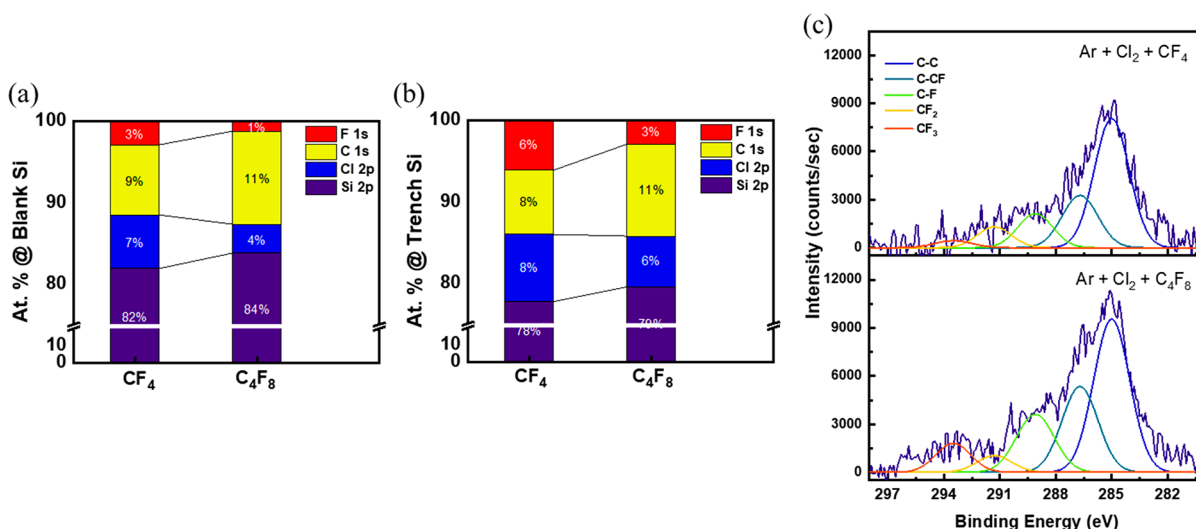 (a)
At. % @ Blank Si
100
90
80
10
0
3%
9%
7%
82%
1%
11%
4%
84%
F 1s
C 1s
Cl 2p
Si 2p
CF₄
C₄F₈
(b)
At. % @ Trench Si
100
90
80
10
0
6%
8%
8%
78%
3%
11%
6%
79%
F 1s
C 1s
Cl 2p
Si 2p
CF₄
C₄F₈
(c)
Intensity (counts/sec)
12000
9000
6000
3000
0
Ar + Cl₂ + CF₄
C-C
C-CF
C-F
CF₂
CF₃
12000
9000
6000
3000
0
Ar + Cl₂ + C₄F₈
297 294 291 288 285 282
Binding Energy (eV)